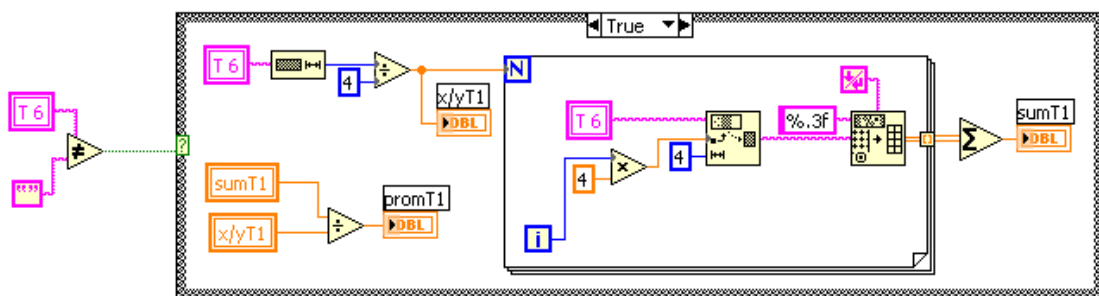 True
T 6
4
N
x/yT1
DBL
T 6
""
?
T 6
%.3f
sumT1
DBL
4
4
sumT1
promT1
DBL
x/yT1
i